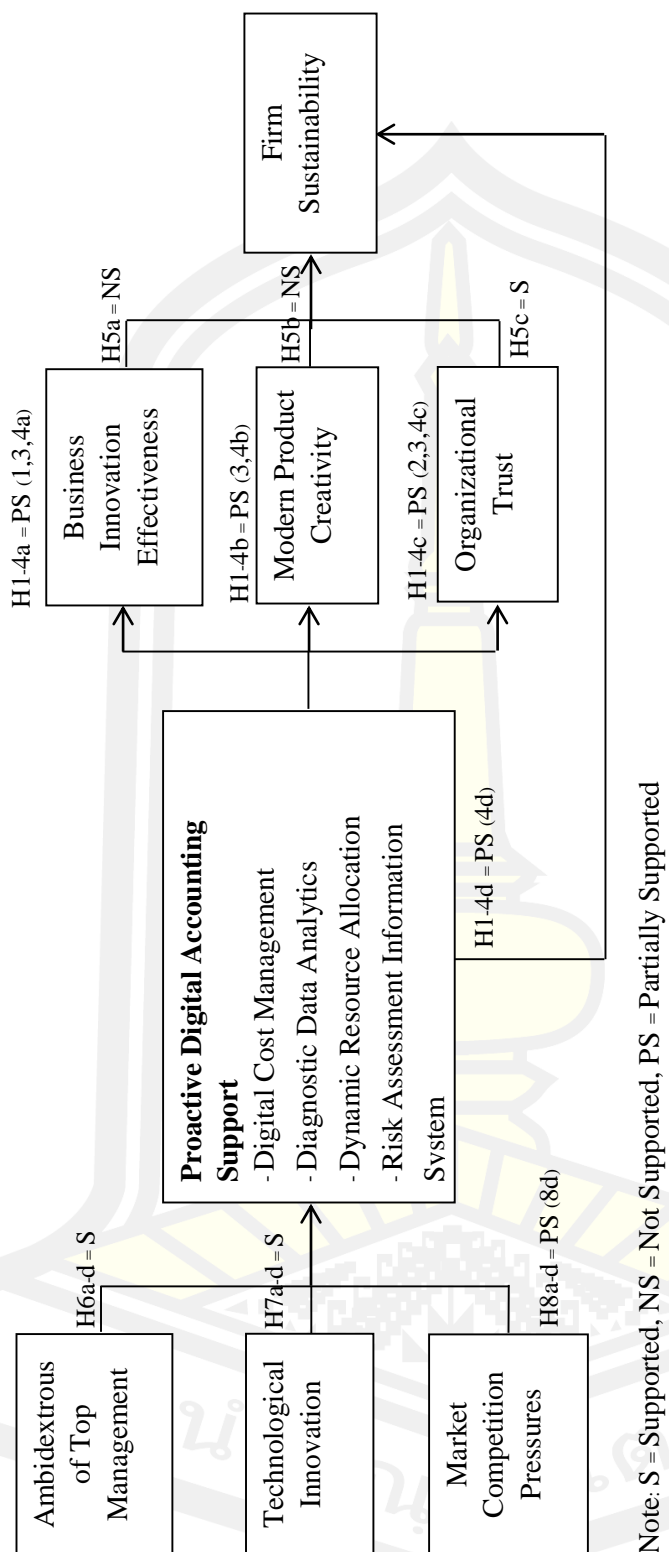 Ambidextrous
of Top
Management
Technological
Innovation
Market
Competition
Pressures
H6a-d = S
H7a-d = S
H8a-d = PS (8d)
Proactive Digital Accounting
Support
- Digital Cost Management
- Diagnostic Data Analytics
- Dynamic Resource Allocation
- Risk Assessment Information
System
H1-4d = PS (4d)
H1-4a = PS (1,3,4a)
Business
Innovation
Effectiveness
H1-4b = PS (3,4b)
Modern Product
Creativity
H1-4c = PS (2,3,4c)
Organizational
Trust
H5a = NS
H5b = NS
H5c = S
Firm
Sustainability
Note: S = Supported, NS = Not Supported, PS = Partially Supported